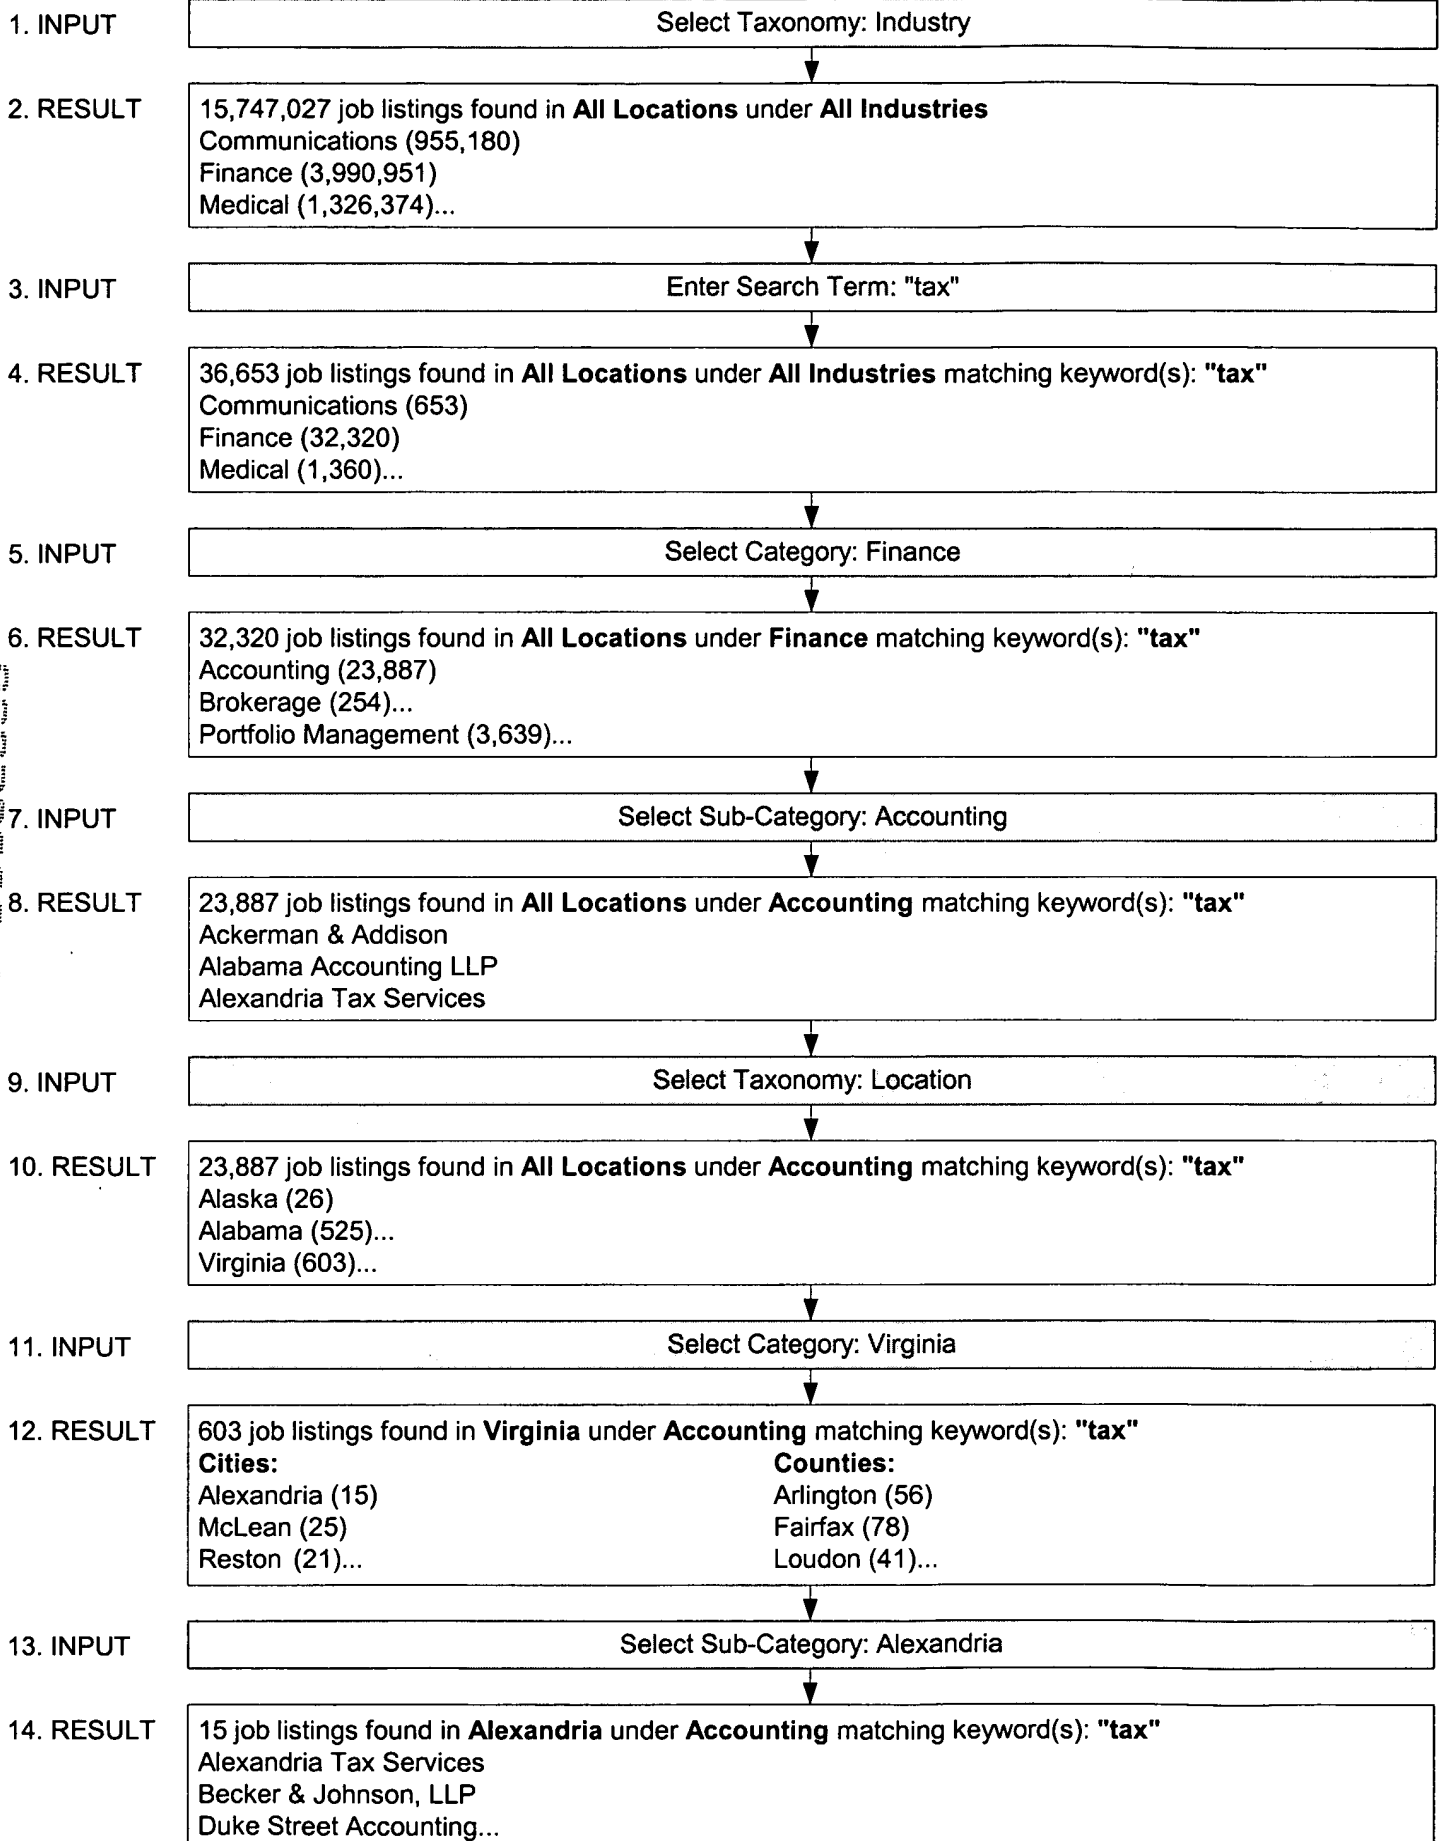 1. INPUT
Select Taxonomy: Industry
2. RESULT
15,747,027 job listings found in All Locations under All Industries
Communications (955,180)
Finance (3,990,951)
Medical (1,326,374)...
3. INPUT
Enter Search Term: "tax"
4. RESULT
36,653 job listings found in All Locations under All Industries matching keyword(s): "tax"
Communications (653)
Finance (32,320)
Medical (1,360)...
5. INPUT
Select Category: Finance
6. RESULT
32,320 job listings found in All Locations under Finance matching keyword(s): "tax"
Accounting (23,887)
Brokerage (254)...
Portfolio Management (3,639)...
7. INPUT
Select Sub-Category: Accounting
8. RESULT
23,887 job listings found in All Locations under Accounting matching keyword(s): "tax"
Ackerman & Addison
Alabama Accounting LLP
Alexandria Tax Services
9. INPUT
Select Taxonomy: Location
10. RESULT
23,887 job listings found in All Locations under Accounting matching keyword(s): "tax"
Alaska (26)
Alabama (525)...
Virginia (603)...
11. INPUT
Select Category: Virginia
12. RESULT
603 job listings found in Virginia under Accounting matching keyword(s): "tax"
Cities:
Alexandria (15)
McLean (25)
Reston (21)...
Counties:
Arlington (56)
Fairfax (78)
Loudon (41)...
13. INPUT
Select Sub-Category: Alexandria
14. RESULT
15 job listings found in Alexandria under Accounting matching keyword(s): "tax"
Alexandria Tax Services
Becker & Johnson, LLP
Duke Street Accounting...